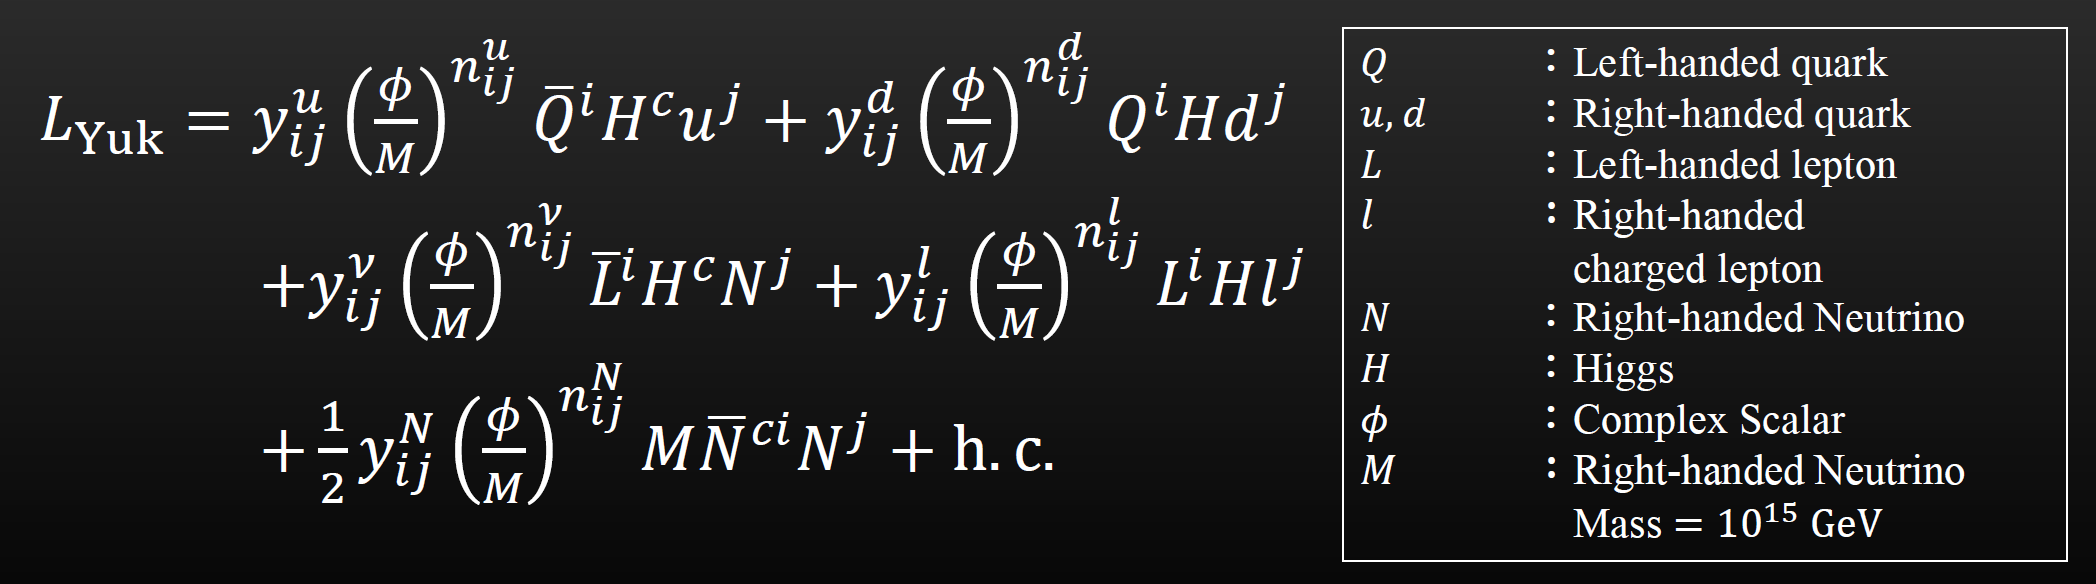 L_Yuk = y^u_ij (ϕ/M)^{n^u_ij} Q̄^i H^c u^j + y^d_ij (ϕ/M)^{n^d_ij} Q^i H d^j
+ y^ν_ij (ϕ/M)^{n^ν_ij} L̄^i H^c N^j + y^l_ij (ϕ/M)^{n^l_ij} L^i H l^j
+ 1/2 y^N_ij (ϕ/M)^{n^N_ij} M N̄^{ci} N^j + h.c.
Q : Left-handed quark
u, d : Right-handed quark
L : Left-handed lepton
l : Right-handed
charged lepton
N : Right-handed Neutrino
H : Higgs
ϕ : Complex Scalar
M : Right-handed Neutrino
Mass = 10^15 GeV